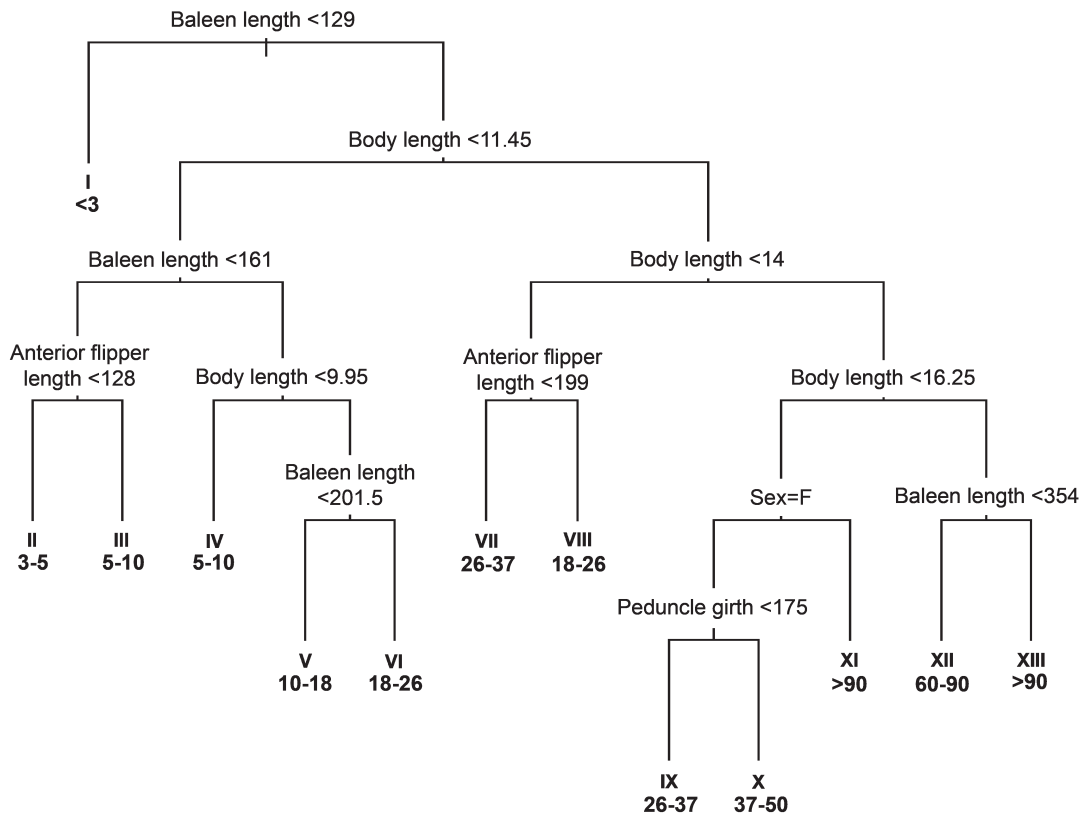 Baleen length <129
Body length <11.45
I
<3
Baleen length <161
Body length <14
Anterior flipper
length <128
Body length <9.95
Anterior flipper
length <199
Body length <16.25
Baleen length
<201.5
Sex=F
Baleen length <354
II
3-5
III
5-10
IV
5-10
VII
26-37
VIII
18-26
Peduncle girth <175
V
10-18
VI
18-26
XI
>90
XII
60-90
XIII
>90
IX
26-37
X
37-50